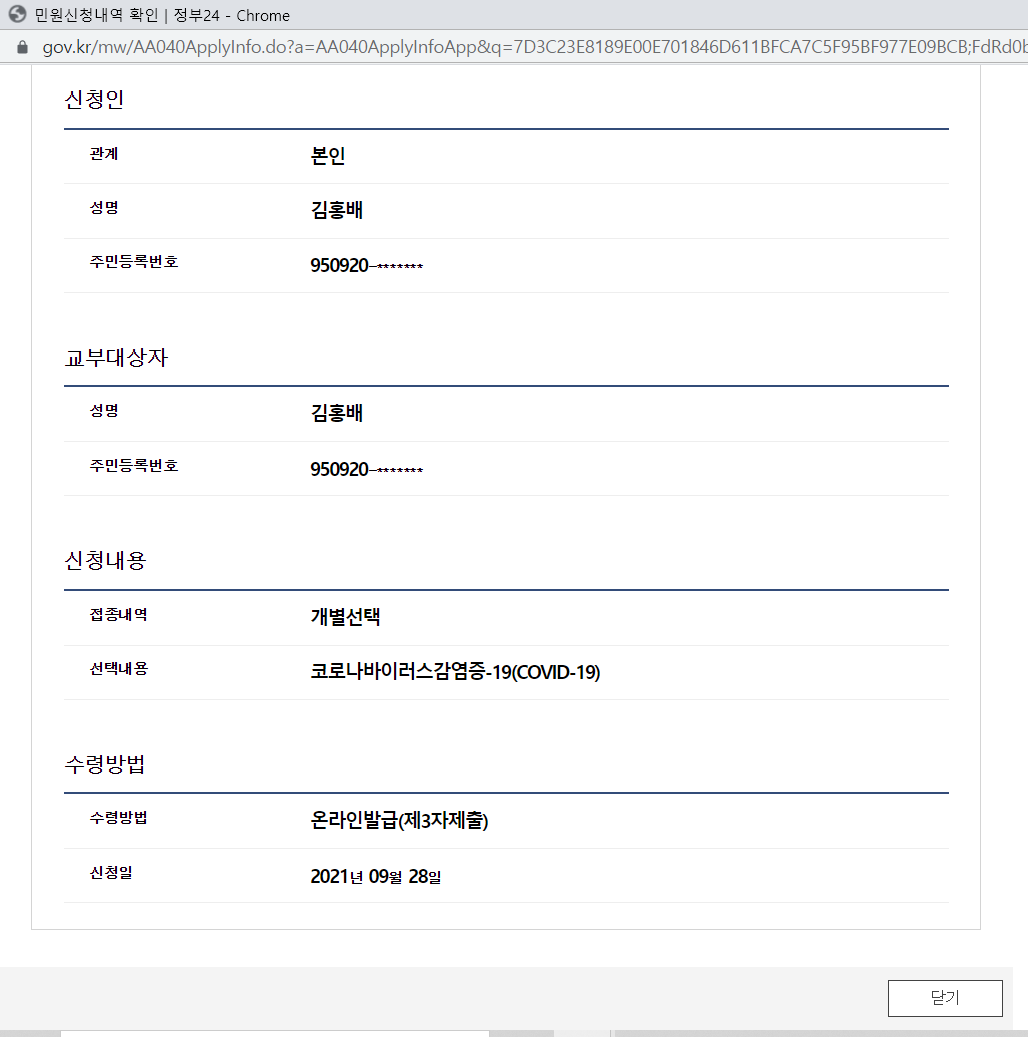 민원신청내역 확인 | 정부24 - Chrome
gov.kr/mw/AA040ApplyInfo.do?a=AA040ApplyInfoApp&q=7D3C23E8189E00E701846D611BFCA7C5F95BF977E09BCB;FdRd0b
신청인
관계 본인
성명 김홍배
주민등록번호 950920-*******
교부대상자
성명 김홍배
주민등록번호 950920-*******
신청내용
접종내역 개별선택
선택내용 코로나바이러스감염증-19(COVID-19)
수령방법
수령방법 온라인발급(제3자제출)
신청일 2021년 09월 28일
닫기